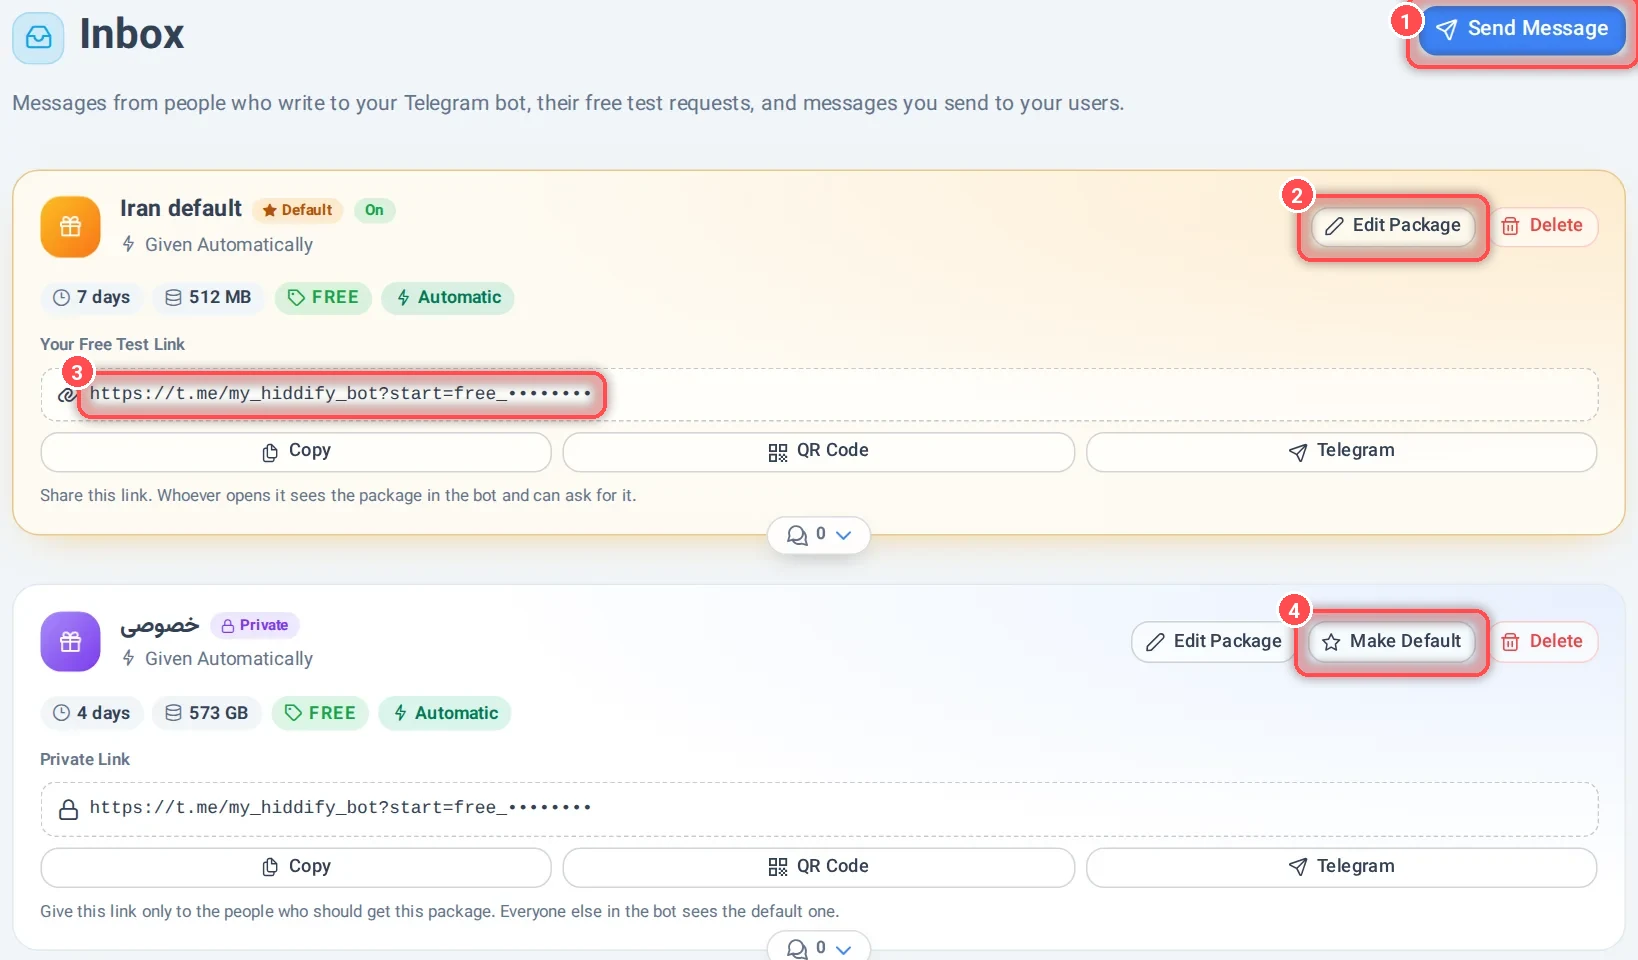 Inbox
1
Send Message
Messages from people who write to your Telegram bot, their free test requests, and messages you send to your users.
Iran default
Default
On
Given Automatically
2
Edit Package
Delete
7 days
512 MB
FREE
Automatic
Your Free Test Link
3
https://t.me/my_hiddify_bot?start=free_••••••••
Copy
QR Code
Telegram
Share this link. Whoever opens it sees the package in the bot and can ask for it.
0
خصوصی
Private
Given Automatically
Edit Package
4
Make Default
Delete
4 days
573 GB
FREE
Automatic
Private Link
https://t.me/my_hiddify_bot?start=free_••••••••
Copy
QR Code
Telegram
Give this link only to the people who should get this package. Everyone else in the bot sees the default one.
0